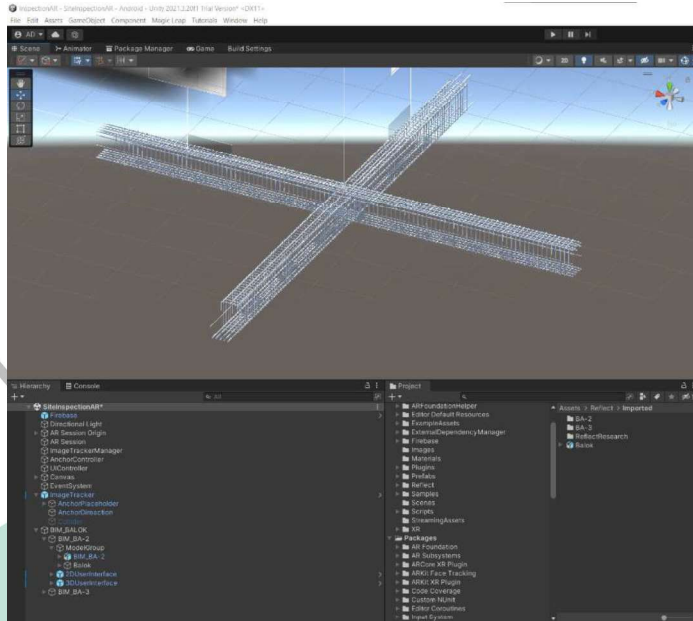 InspectionAR - SiteInspectionAR - Android - Unity 2021.3.20f1 Trial Version* <DX11>
File Edit Assets GameObject Component Magic Leap Tutorials Window Help
AD
Scene Animator Package Manager Game Build Settings
2D
Hierarchy Console
All
SiteInspectionAR*
Firebase
Directional Light
AR Session Origin
AR Session
ImageTrackerManager
AnchorController
UIController
Canvas
EventSystem
ImageTracker
AnchorPlaceholder
AnchorDirection
BIM_BALOK
BIM_BA-2
ModelGroup
BIM_BA-2
Balok
2DUserInterface
3DUserInterface
BIM_BA-3
Project
ARFoundationHelper
Editor Default Resources
ExampleAssets
ExternalDependencyManager
Firebase
Images
Materials
Plugins
Prefabs
Reflect
Samples
Scenes
Scripts
StreamingAssets
XR
Packages
AR Foundation
AR Subsystems
ARCore XR Plugin
ARKit Face Tracking
ARKit XR Plugin
Code Coverage
Custom NUnit
Editor Coroutines
Input System
Assets > Reflect > Imported
BA-2
BA-3
ReflectResearch
Balok